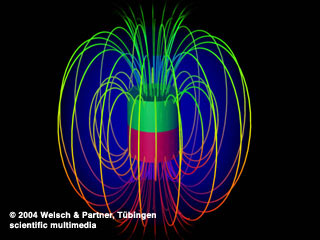 © 2004 Welsch & Partner, Tübingen
scientific multimedia